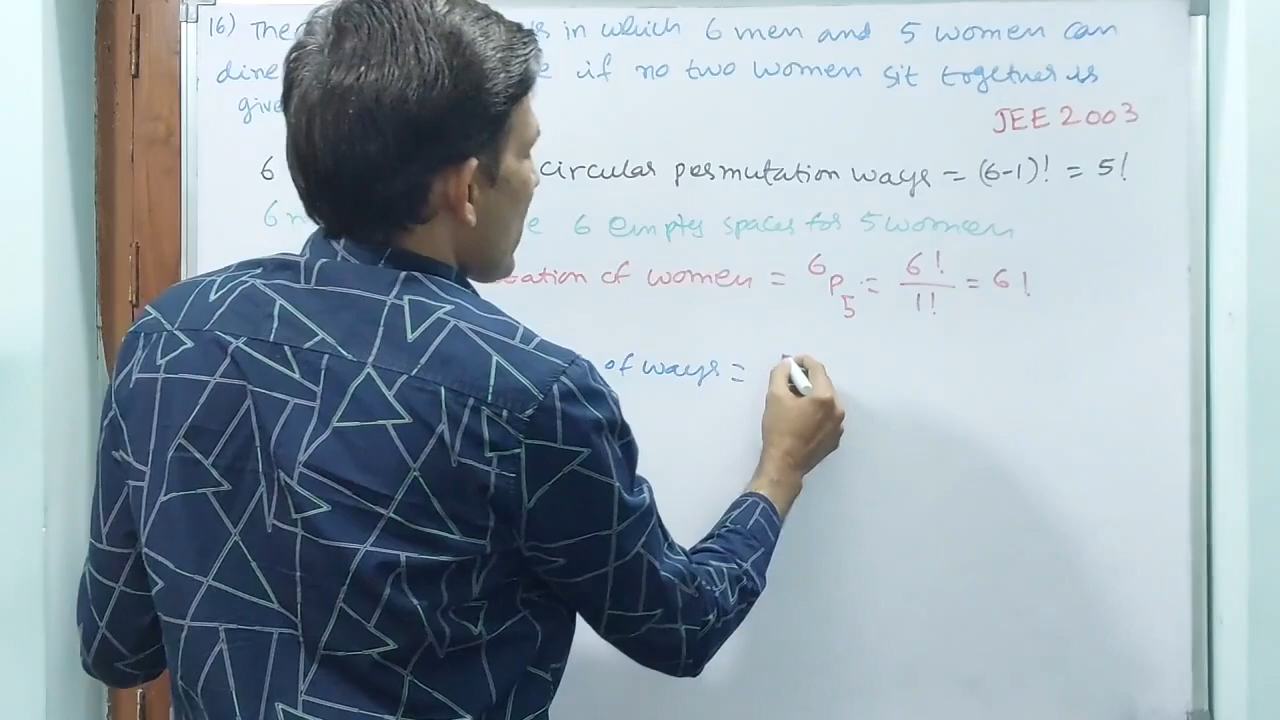 16) The in which 6 men and 5 women can
dine if no two women sit together is
give
JEE 2003
6 circular permutation ways = (6-1)! = 5!
6 6 empty spaces for 5 women
of women = ⁶P₅ = 6!/1! = 6!
of ways =